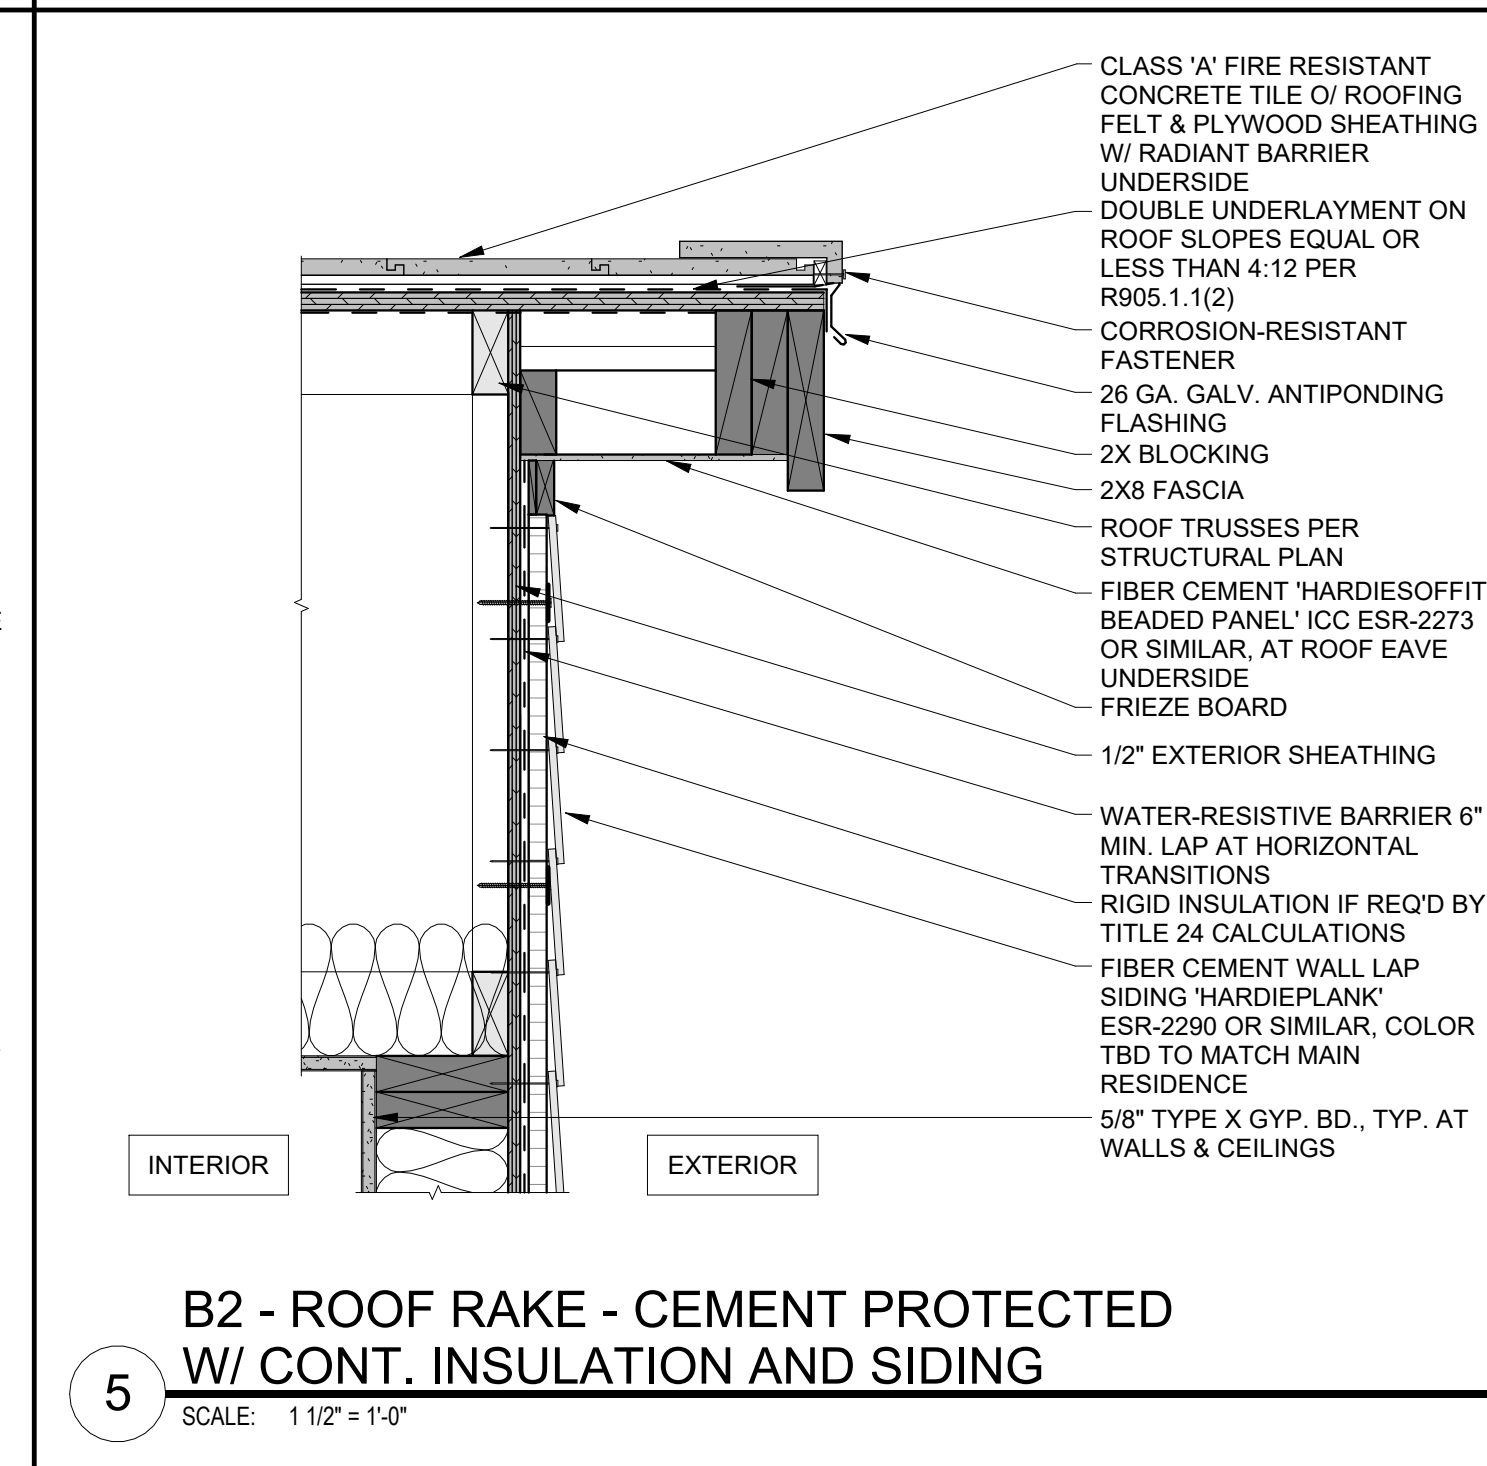 CLASS 'A' FIRE RESISTANT
CONCRETE TILE O/ ROOFING
FELT & PLYWOOD SHEATHING
W/ RADIANT BARRIER
UNDERSIDE
DOUBLE UNDERLAYMENT ON
ROOF SLOPES EQUAL OR
LESS THAN 4:12 PER
R905.1.1(2)
CORROSION-RESISTANT
FASTENER
26 GA. GALV. ANTIPONDING
FLASHING
2X BLOCKING
2X8 FASCIA
ROOF TRUSSES PER
STRUCTURAL PLAN
FIBER CEMENT 'HARDIESOFFIT
BEADED PANEL' ICC ESR-2273
OR SIMILAR, AT ROOF EAVE
UNDERSIDE
FRIEZE BOARD
1/2" EXTERIOR SHEATHING
WATER-RESISTIVE BARRIER 6"
MIN. LAP AT HORIZONTAL
TRANSITIONS
RIGID INSULATION IF REQ'D BY
TITLE 24 CALCULATIONS
FIBER CEMENT WALL LAP
SIDING 'HARDIEPLANK'
ESR-2290 OR SIMILAR, COLOR
TBD TO MATCH MAIN
RESIDENCE
5/8" TYPE X GYP. BD., TYP. AT
WALLS & CEILINGS
INTERIOR
EXTERIOR
B2 - ROOF RAKE - CEMENT PROTECTED
W/ CONT. INSULATION AND SIDING
5
SCALE: 1 1/2" = 1'-0"